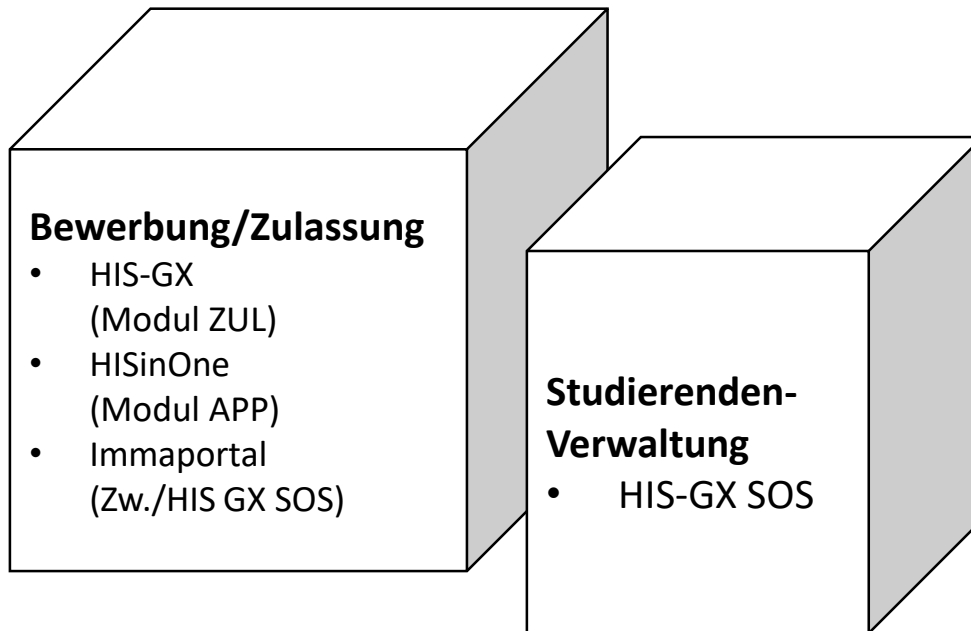 Bewerbung/Zulassung
• HIS-GX
(Modul ZUL)
• HISinOne
(Modul APP)
• Immaportal
(Zw./HIS GX SOS)
Studierenden-
Verwaltung
• HIS-GX SOS